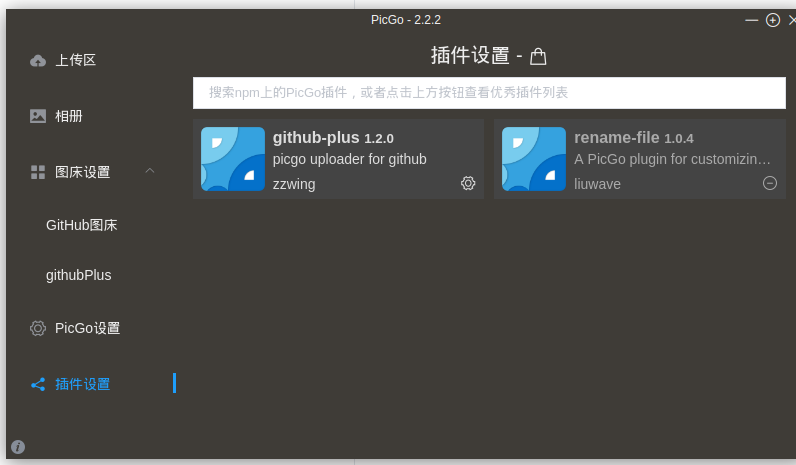 PicGo - 2.2.2
上传区
相册
图床设置
GitHub图床
githubPlus
PicGo设置
插件设置
插件设置 -
搜索npm上的PicGo插件，或者点击上方按钮查看优秀插件列表
github-plus 1.2.0
picgo uploader for github
zzwing
rename-file 1.0.4
A PicGo plugin for customizin…
liuwave